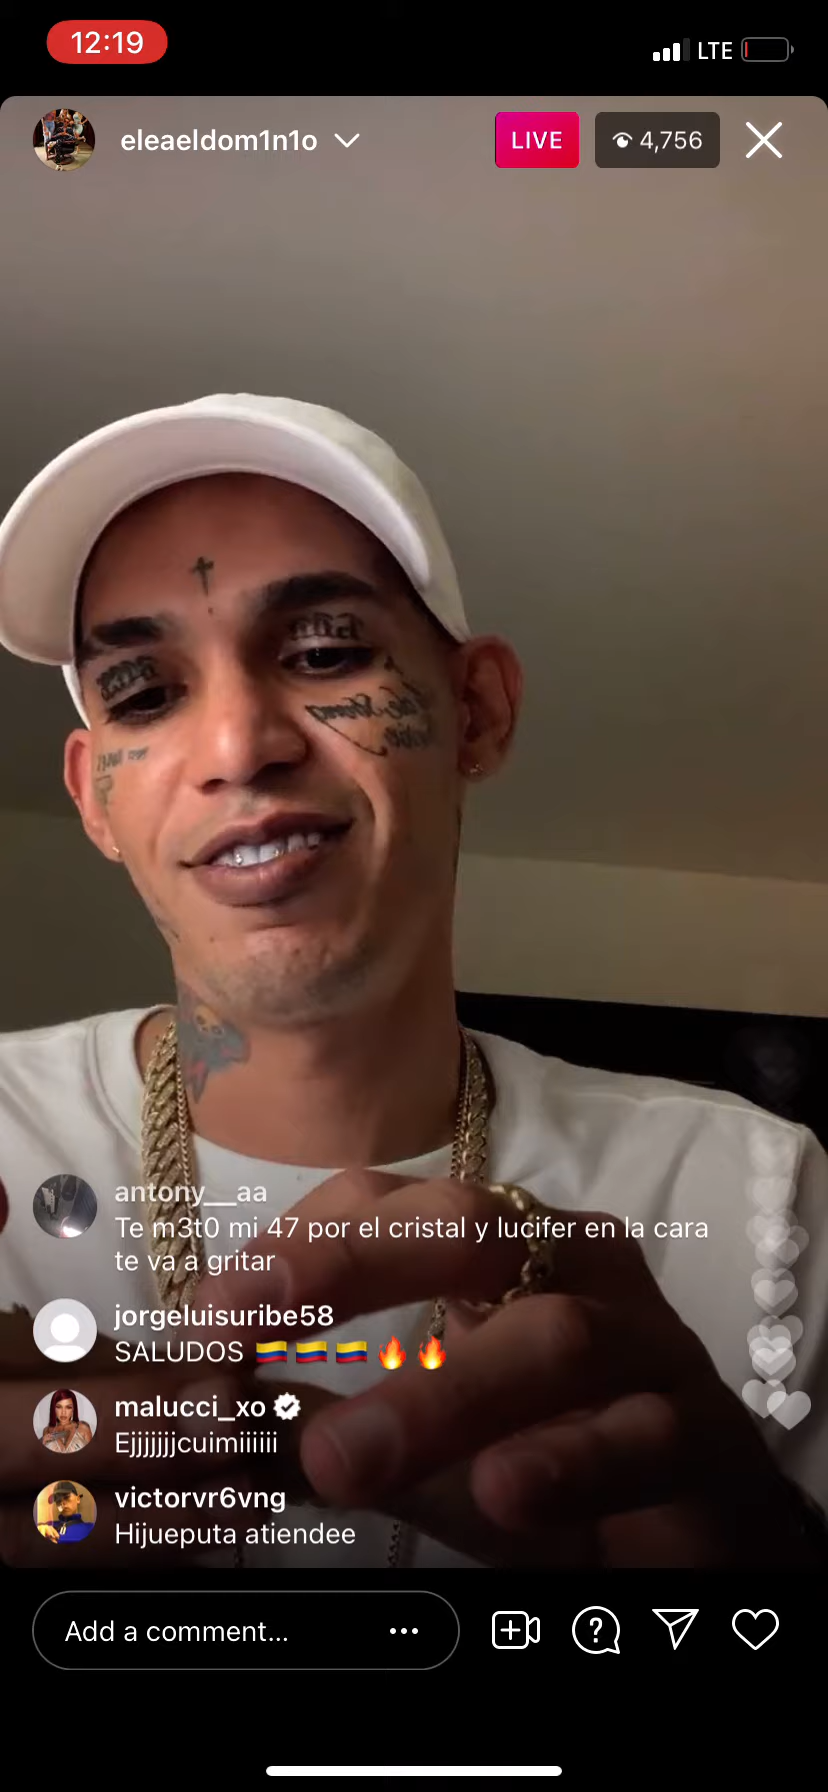 12:19
LTE
eleaeldom1n1o
LIVE
4,756
antony__aa
Te m3t0 mi 47 por el cristal y lucifer en la cara
te va a gritar
jorgeluisuribe58
SALUDOS 🇨🇴🇨🇴🇨🇴🔥🔥
malucci_xo
Ejjjjjjjcuimiiiiii
victorvr6vng
Hijueputa atiendee
Add a comment...